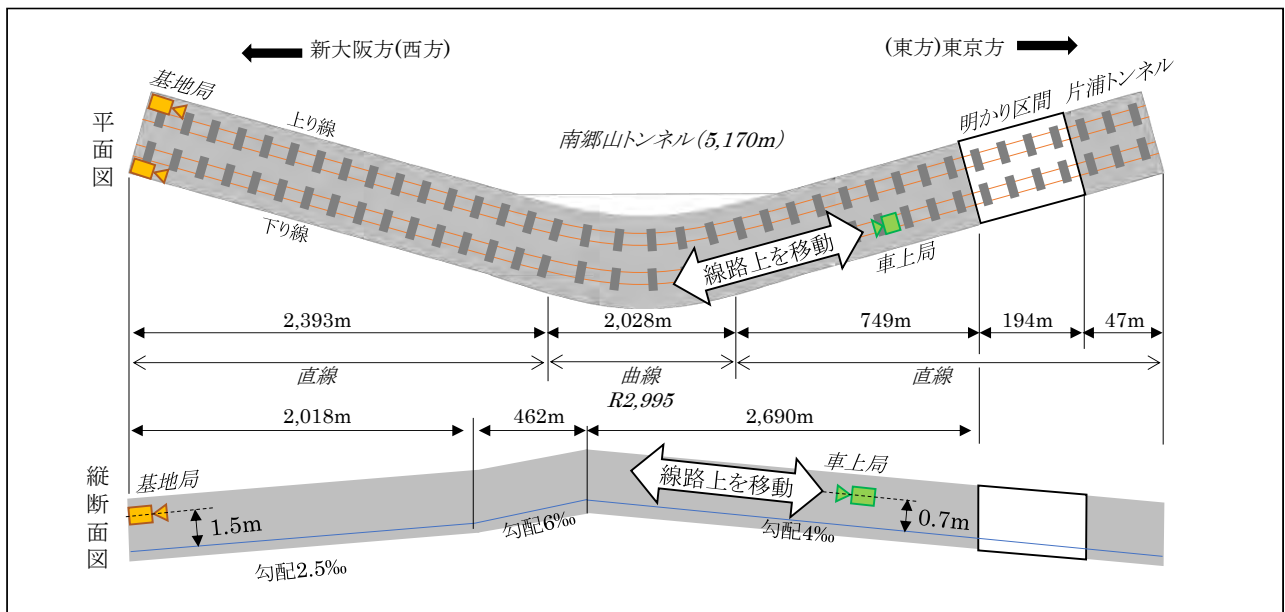 新大阪方(西方)
(東方)東京方
平面図
基地局
上り線
下り線
南郷山トンネル(5,170m)
明かり区間
片浦トンネル
線路上を移動
車上局
2,393m
2,028m
749m
194m
47m
直線
曲線
直線
R2,995
2,018m
462m
2,690m
縦断面図
基地局
1.5m
線路上を移動
車上局
0.7m
勾配2.5‰
勾配6‰
勾配4‰